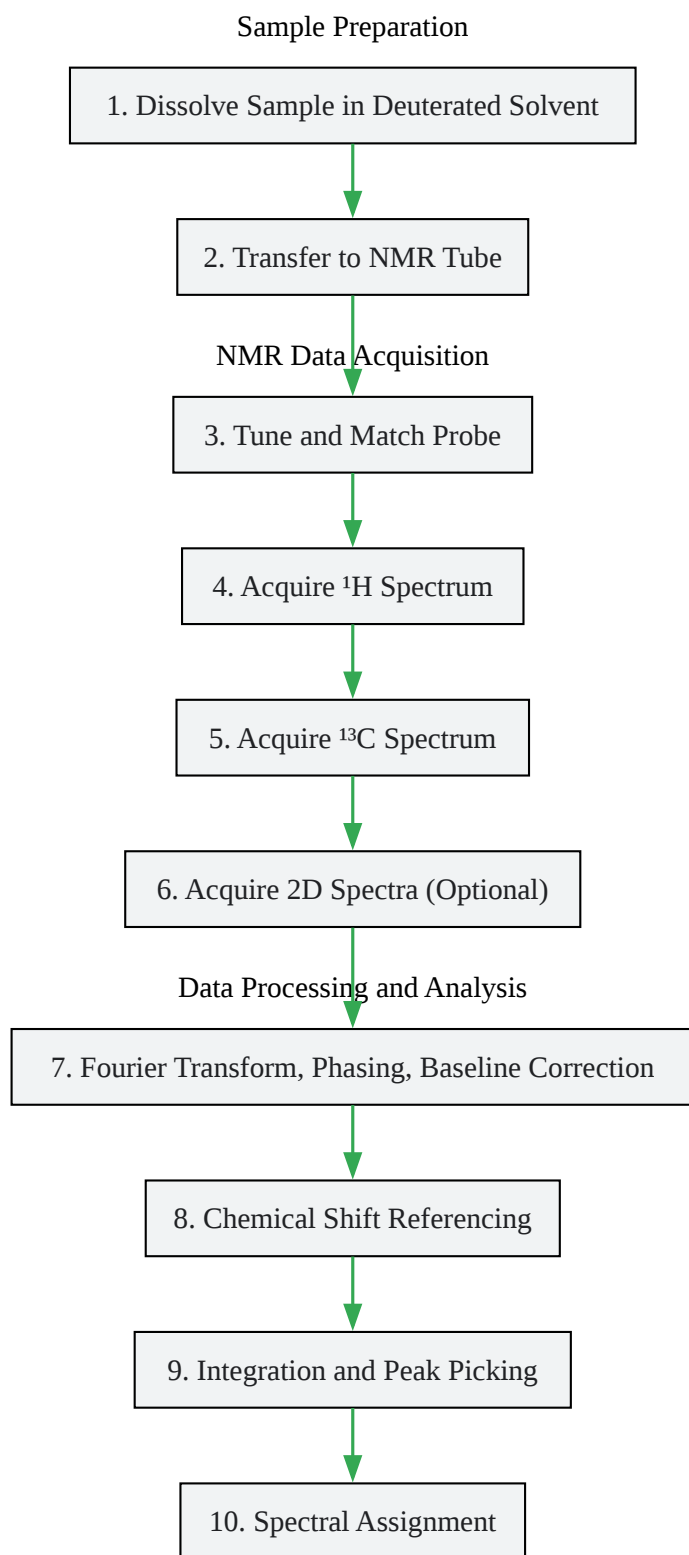 Sample Preparation
1. Dissolve Sample in Deuterated Solvent
2. Transfer to NMR Tube
NMR Data Acquisition
3. Tune and Match Probe
4. Acquire ¹H Spectrum
5. Acquire ¹³C Spectrum
6. Acquire 2D Spectra (Optional)
Data Processing and Analysis
7. Fourier Transform, Phasing, Baseline Correction
8. Chemical Shift Referencing
9. Integration and Peak Picking
10. Spectral Assignment